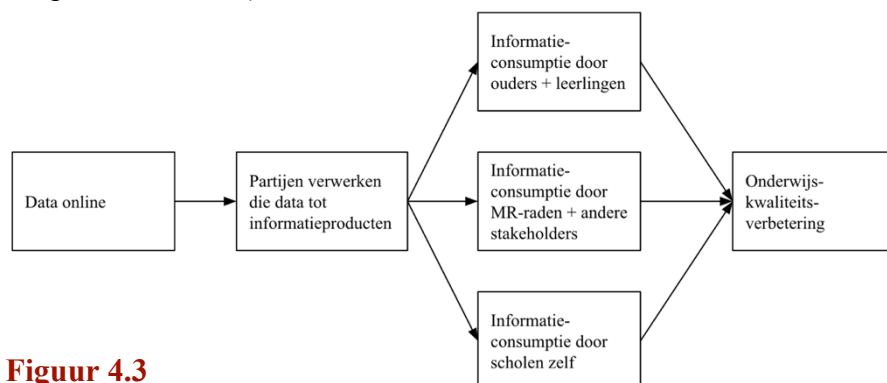 Informatie-
consumptie door
ouders + leerlingen
Data online
Partijen verwerken
die data tot
informatieproducten
Informatie-
consumptie door
MR-raden + andere
stakeholders
Onderwijs-
kwaliteits-
verbetering
Informatie-
consumptie door
scholen zelf
Figuur 4.3